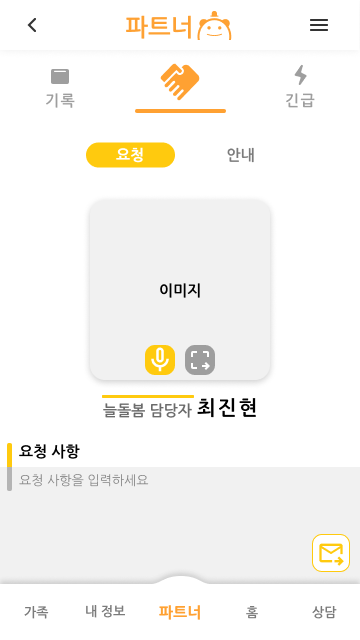 파트너
기록
긴급
요청 안내
이미지
늘돌봄 담당자 최진현
요청 사항
요청 사항을 입력하세요
가족 내 정보 파트너 홈 상담